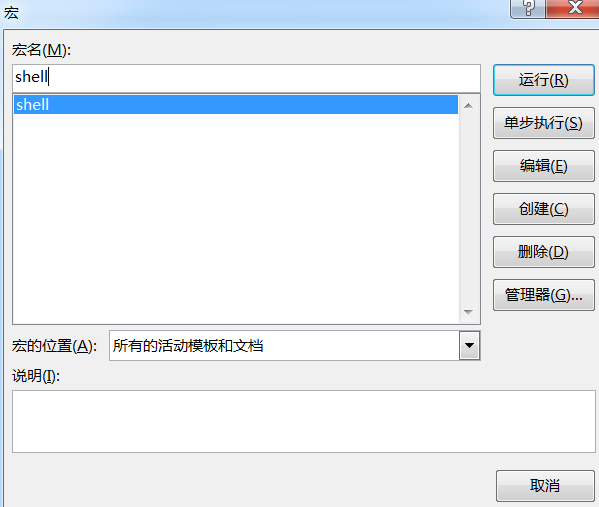 宏
宏名(M):
shell
运行(R)
shell
单步执行(S)
编辑(E)
创建(C)
删除(D)
管理器(G)...
宏的位置(A):
所有的活动模板和文档
说明(I):
取消